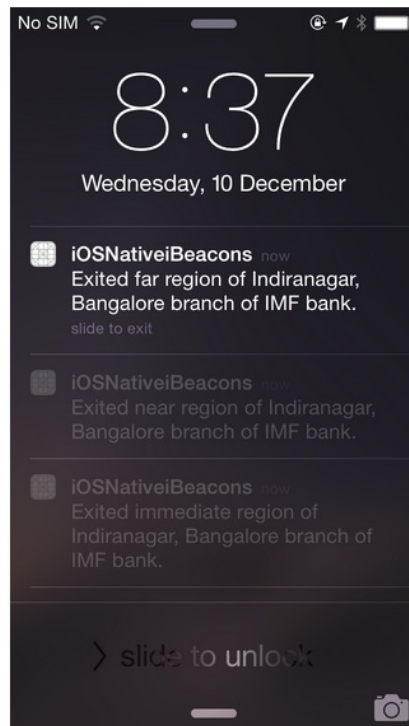 No SIM
8:37
Wednesday, 10 December
iOSNativeiBeacons now
Exited far region of Indiranagar,
Bangalore branch of IMF bank.
slide to exit
iOSNativeiBeacons now
Exited near region of Indiranagar,
Bangalore branch of IMF bank.
iOSNativeiBeacons now
Exited immediate region of
Indiranagar, Bangalore branch of
IMF bank.
slide to unlock